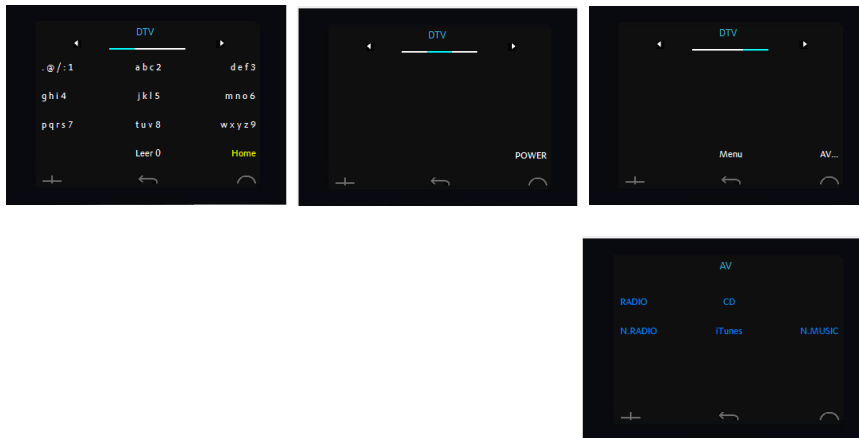 DTV
.@/:1 abc2 def3
ghi4 jkl5 mno6
pqrs7 tuv8 wxyz9
Leer 0 Home
DTV
POWER
DTV
Menu AV...
AV
RADIO CD
N.RADIO iTunes N.MUSIC